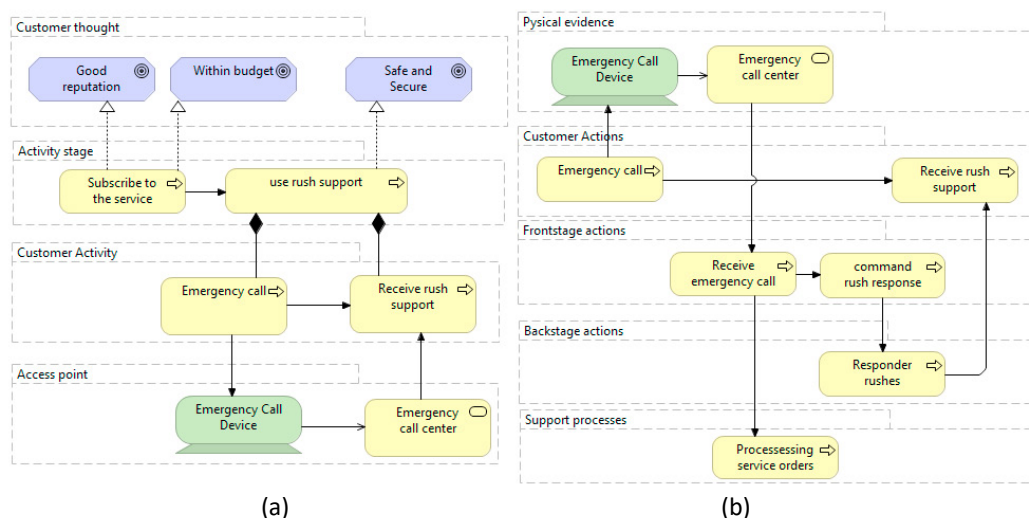 Customer thought
Good
reputation
Within budget
Safe and
Secure
Activity stage
Subscribe to
the service
use rush support
Customer Activity
Emergency call
Receive rush
support
Access point
Emergency Call
Device
Emergency
call center
(a)
Pysical evidence
Emergency Call
Device
Emergency
call center
Customer Actions
Emergency call
Receive rush
support
Frontstage actions
Receive
emergency call
command
rush response
Backstage actions
Responder
rushes
Support processes
Processessing
service orders
(b)